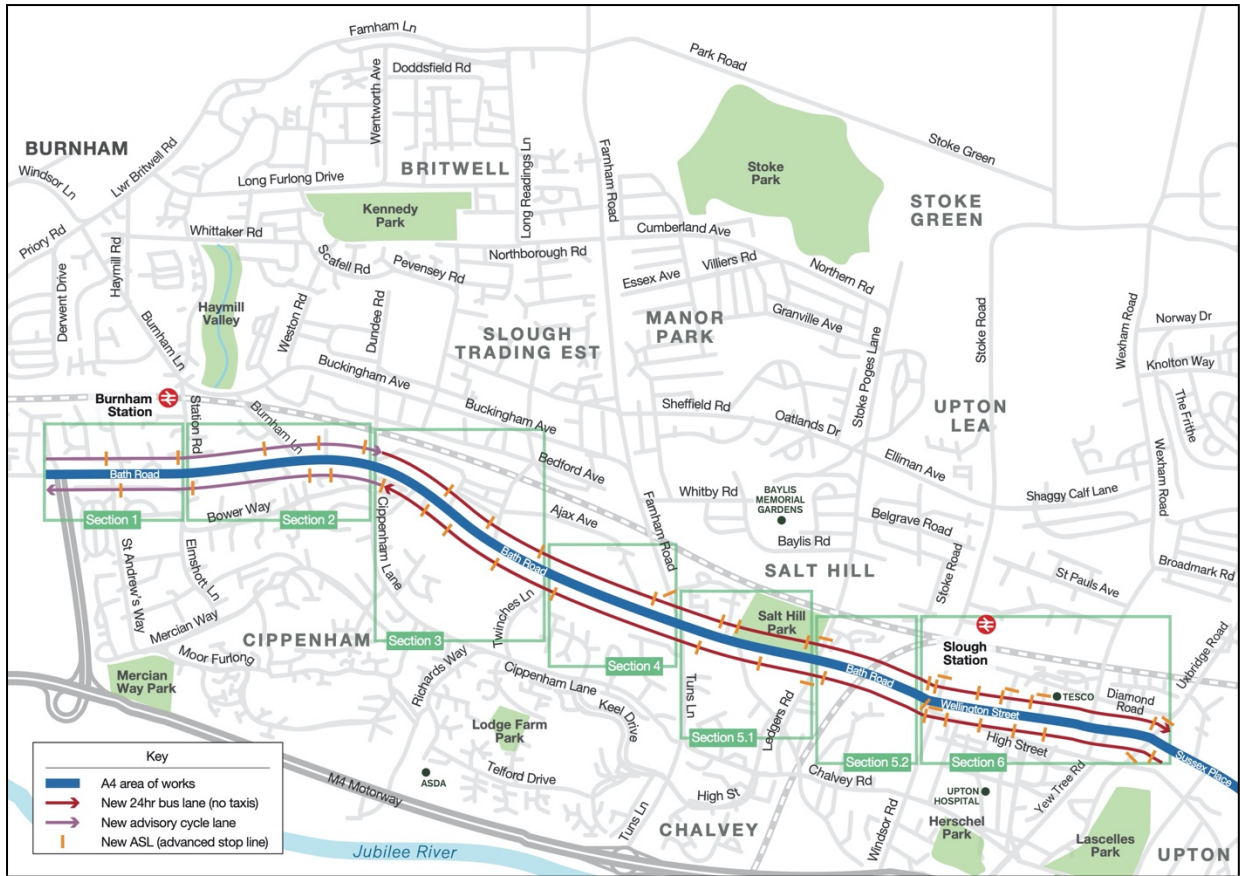 Farnham Ln
Park Road
Doddsfield Rd
Wentworth Ave
BURNHAM
Windsor Ln
Lwr Britwell Rd
BRITWELL
Long Readings Ln
Farnham Road
Stoke
Park
Stoke Green
STOKE
GREEN
Long Furlong Drive
Kennedy
Park
Priory Rd
Haymill Rd
Whittaker Rd
Scafell Rd
Pevensey Rd
Northborough Rd
Cumberland Ave
Essex Ave
Villiers Rd
Northern Rd
Derwent Drive
Haymill
Valley
Weston Rd
Dundee Rd
SLOUGH
TRADING EST
MANOR
PARK
Granville Ave
Stoke Poges Lane
Stoke Road
Wexham Road
Norway Dr
Knolton Way
The Frithe
Burnham Ln
Buckingham Ave
Burnham
Station
Station Rd
Burnham Ln
Buckingham Ave
Sheffield Rd
Oatlands Dr
UPTON
LEA
Bedford Ave
Elliman Ave
Wexham Road
Bath Road
Section 1
Bower Way
Section 2
Cippenham Lane
Ajax Ave
Farnham Road
Whitby Rd
BAYLIS
MEMORIAL
GARDENS
Shaggy Calf Lane
Belgrave Road
Baylis Rd
St Andrew's Way
Elmshott Ln
Bath Road
SALT HILL
Stoke Road
St Pauls Ave
Broadmark Rd
Mercian Way
CIPPENHAM
Section 3
Twinches Ln
Salt Hill
Park
Slough
Station
Uxbridge Road
Moor Furlong
Mercian
Way Park
Richards Way
Cippenham Lane
Section 4
Tuns Ln
Bath Road
Wellington Street
TESCO
Diamond
Road
Keel Drive
Ledgers Rd
High Street
Sussex Place
Lodge Farm
Park
Section 5.1
Section 5.2
Section 6
Key
A4 area of works
New 24hr bus lane (no taxis)
New advisory cycle lane
New ASL (advanced stop line)
M4 Motorway
ASDA
Telford Drive
High St
Chalvey Rd
UPTON
HOSPITAL
Yew Tree Rd
Tuns Ln
CHALVEY
Windsor Rd
Herschel
Park
Lascelles
Park
UPTON
Jubilee River